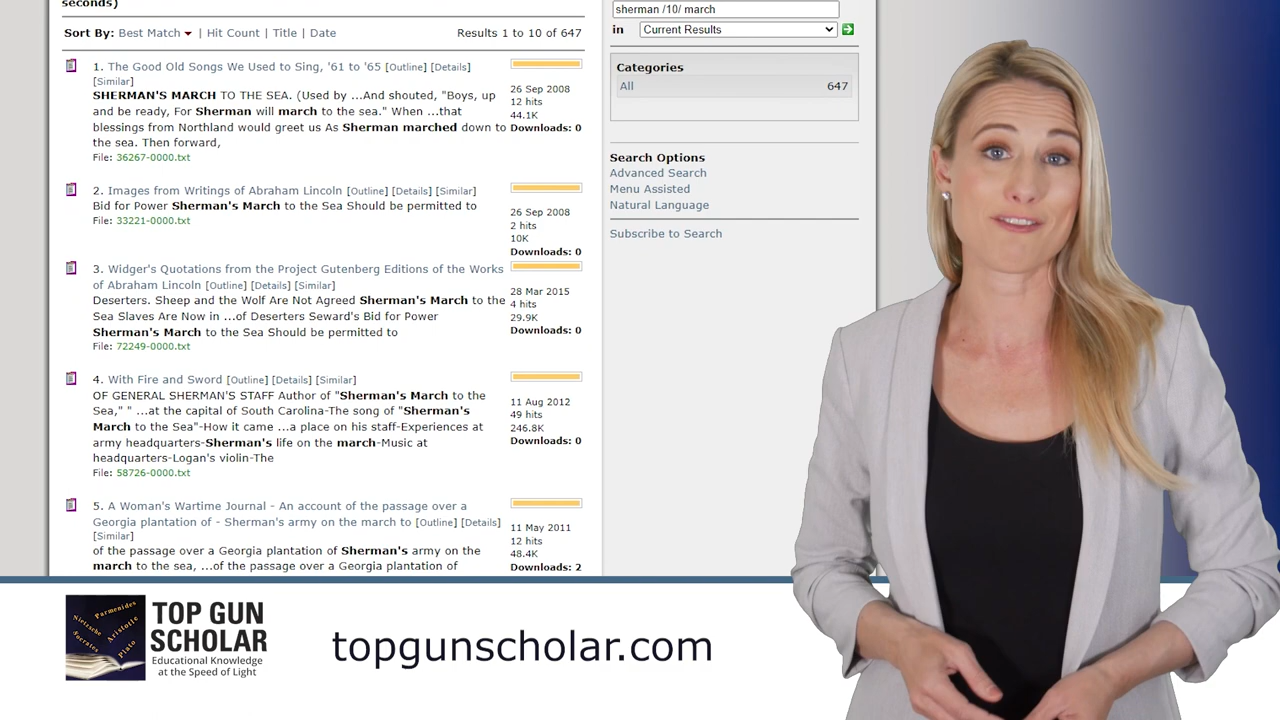 seconds)
Sort By: Best Match | Hit Count | Title | Date
Results 1 to 10 of 647
1. The Good Old Songs We Used to Sing, '61 to '65 [Outline] [Details]
[Similar]
SHERMAN'S MARCH TO THE SEA. (Used by ...And shouted, "Boys, up
and be ready, For Sherman will march to the sea." When ...that
blessings from Northland would greet us As Sherman marched down to
the sea. Then forward,
File: 36267-0000.txt
26 Sep 2008
12 hits
44.1K
Downloads: 0
2. Images from Writings of Abraham Lincoln [Outline] [Details] [Similar]
Bid for Power Sherman's March to the Sea Should be permitted to
File: 33221-0000.txt
26 Sep 2008
2 hits
10K
Downloads: 0
3. Widger's Quotations from the Project Gutenberg Editions of the Works
of Abraham Lincoln [Outline] [Details] [Similar]
Deserters. Sheep and the Wolf Are Not Agreed Sherman's March to the
Sea Slaves Are Now in ...of Deserters Seward's Bid for Power
Sherman's March to the Sea Should be permitted to
File: 72249-0000.txt
28 Mar 2015
4 hits
29.9K
Downloads: 0
4. With Fire and Sword [Outline] [Details] [Similar]
OF GENERAL SHERMAN'S STAFF Author of "Sherman's March to the
Sea," " ...at the capital of South Carolina-The song of "Sherman's
March to the Sea"-How it came ...a place on his staff-Experiences at
army headquarters-Sherman's life on the march-Music at
headquarters-Logan's violin-The
File: 58726-0000.txt
11 Aug 2012
49 hits
246.8K
Downloads: 0
5. A Woman's Wartime Journal - An account of the passage over a
Georgia plantation of - Sherman's army on the march to [Outline] [Details]
[Similar]
of the passage over a Georgia plantation of Sherman's army on the
march to the sea, ...of the passage over a Georgia plantation of
11 May 2011
12 hits
48.4K
Downloads: 2
sherman /10/ march
in Current Results
Categories
All 647
Search Options
Advanced Search
Menu Assisted
Natural Language
Subscribe to Search
Parmenides
Nietzsche
Aristotle
Socrates
Plato
TOP GUN
SCHOLAR
Educational Knowledge
at the Speed of Light
topgunscholar.com